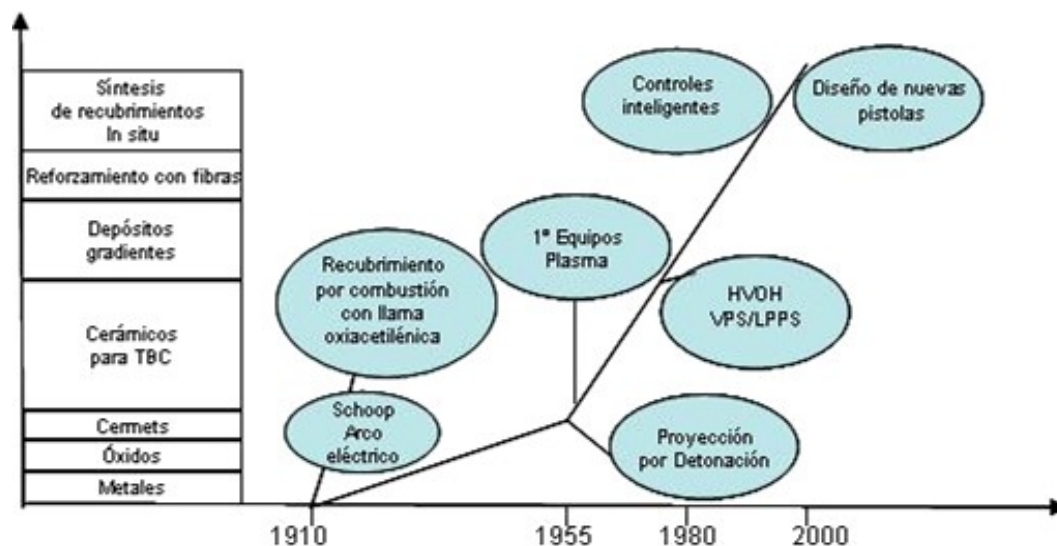 Síntesis
de recubrimientos
In situ
Reforzamiento con fibras
Depósitos
gradientes
Cerámicos
para TBC
Cermets
Óxidos
Metales
Recubrimiento
por combustión
con llama
oxiacetilénica
Schoop
Arco
eléctrico
1ª Equipos
Plasma
Controles
inteligentes
Diseño de nuevas
pistolas
HVOH
VPS/LPPS
Proyección
por Detonación
1910
1955
1980
2000